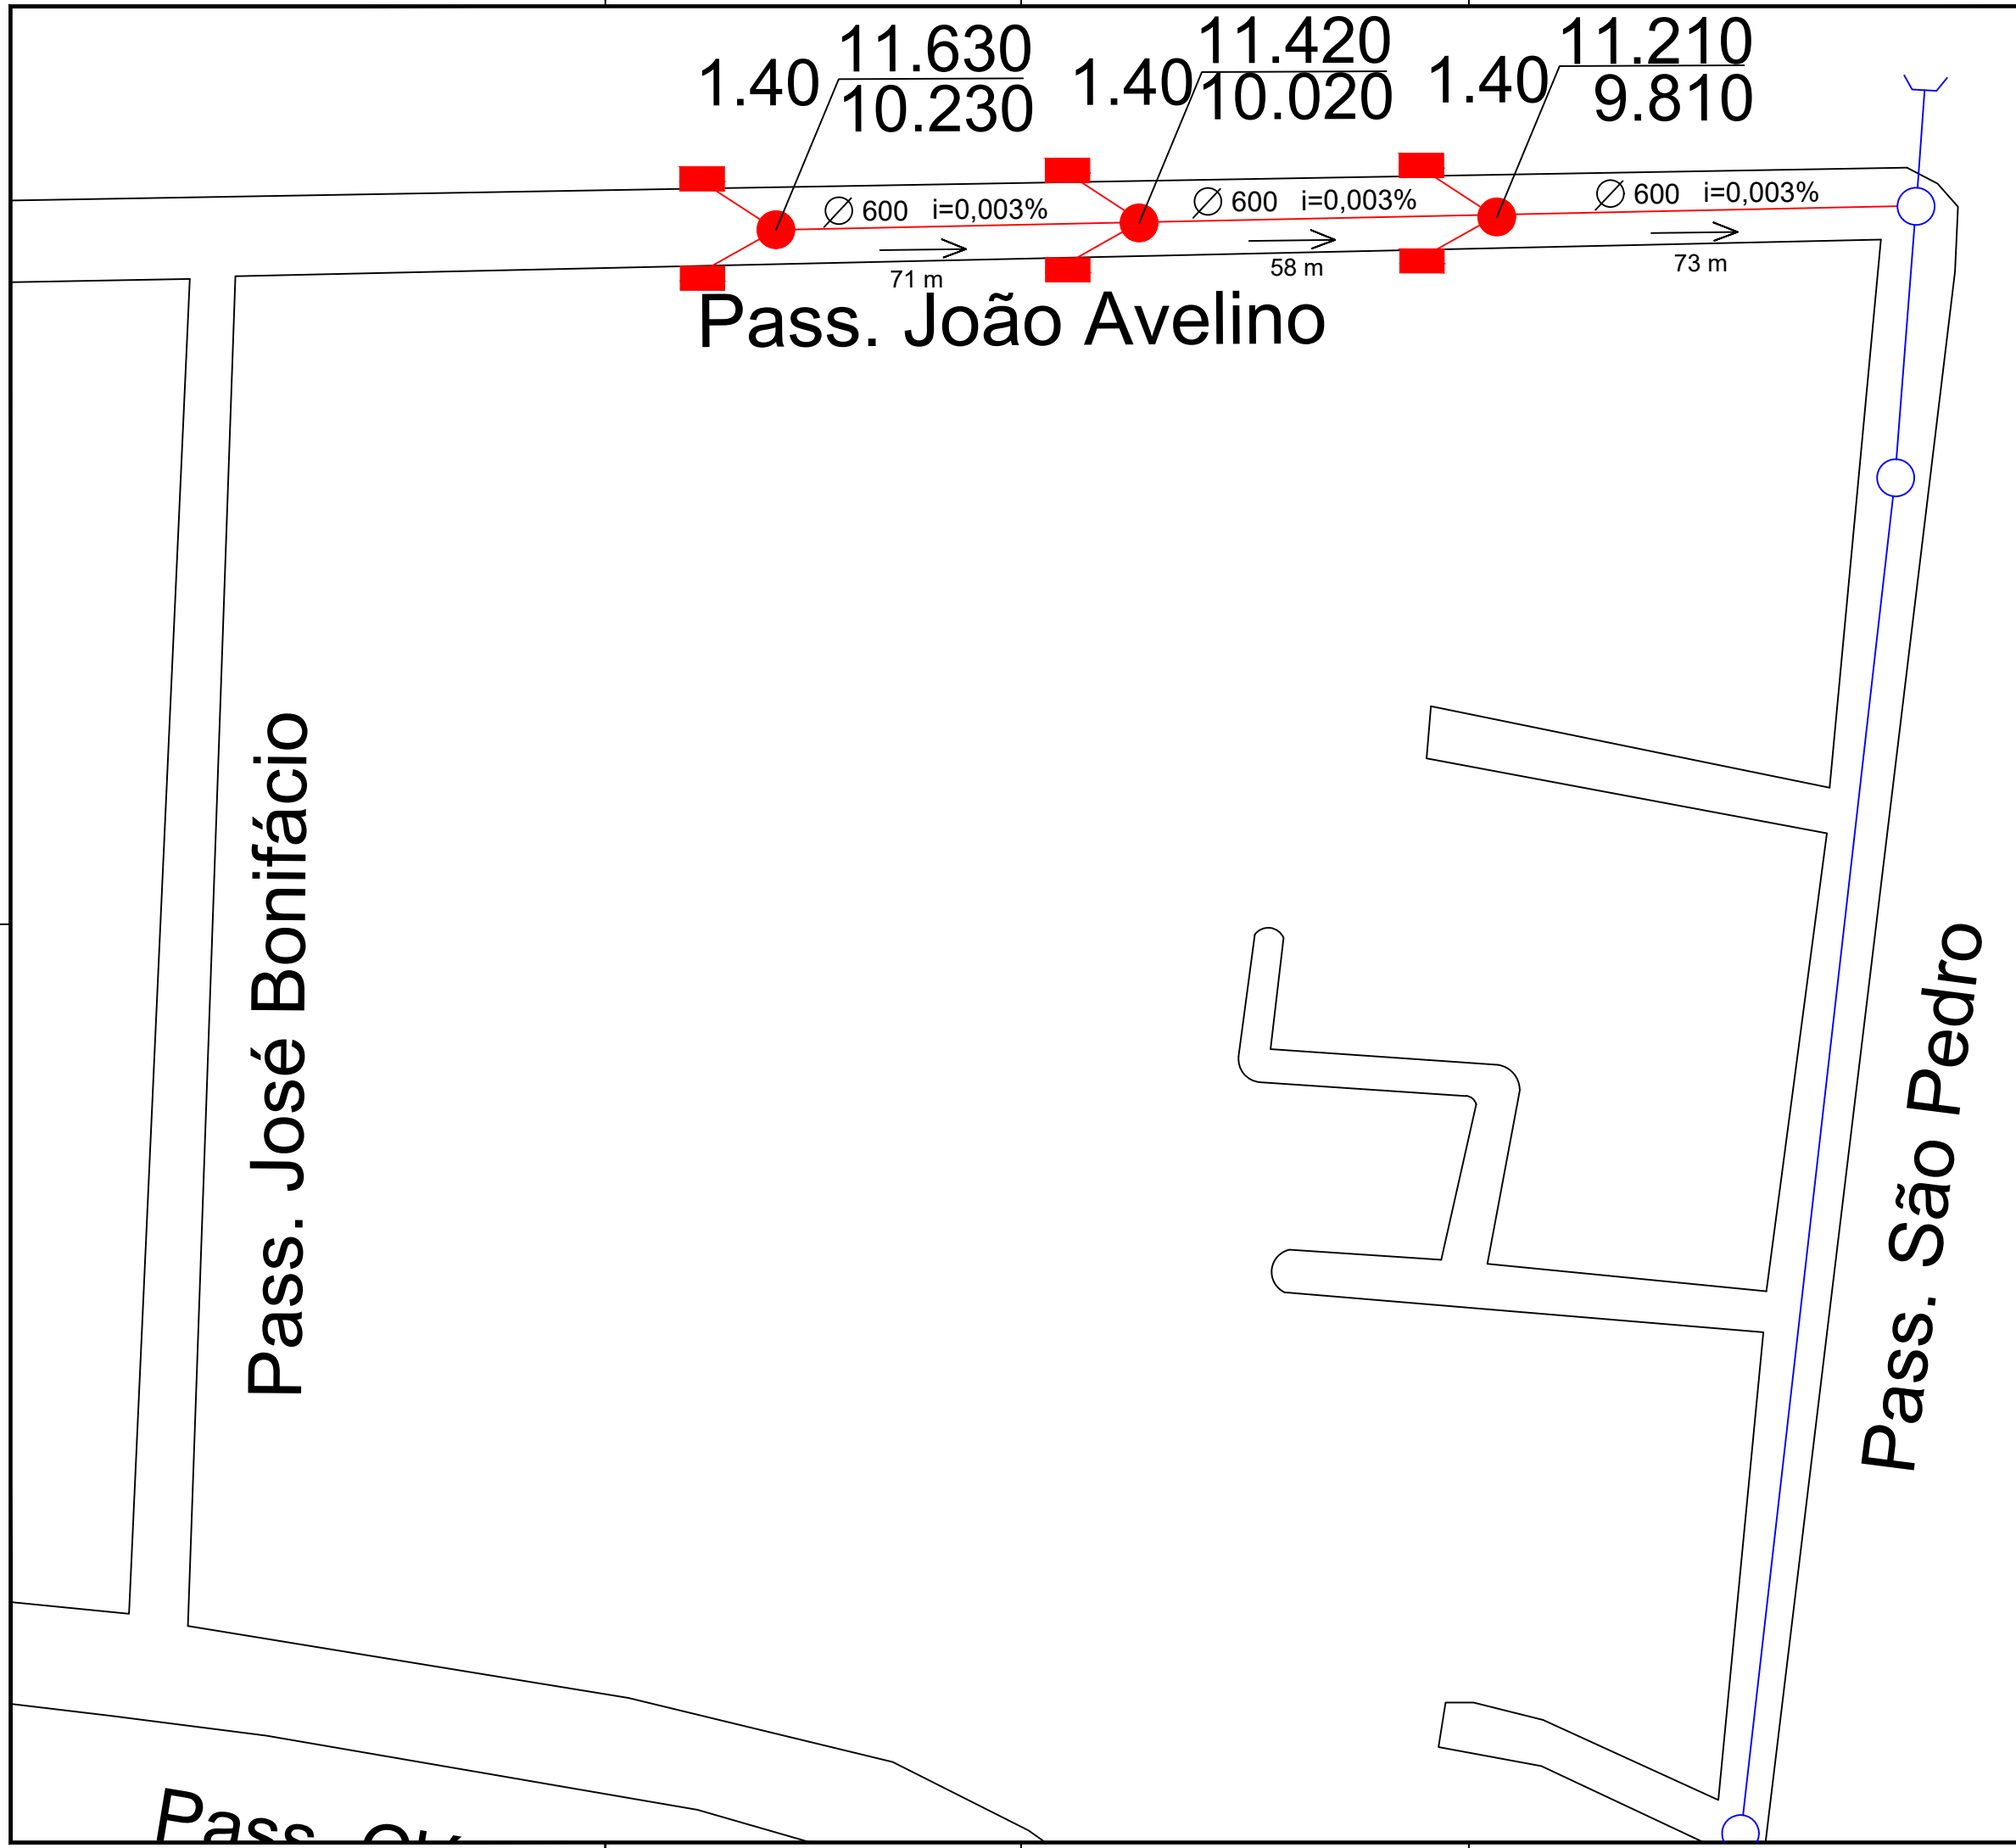 1.40
11.630
10.230
1.40
11.420
10.020
1.40
11.210
9.810
∅ 600 i=0,003%
∅ 600 i=0,003%
∅ 600 i=0,003%
71 m
58 m
73 m
Pass. João Avelino
Pass. José Bonifácio
Pass. São Pedro
Pass.